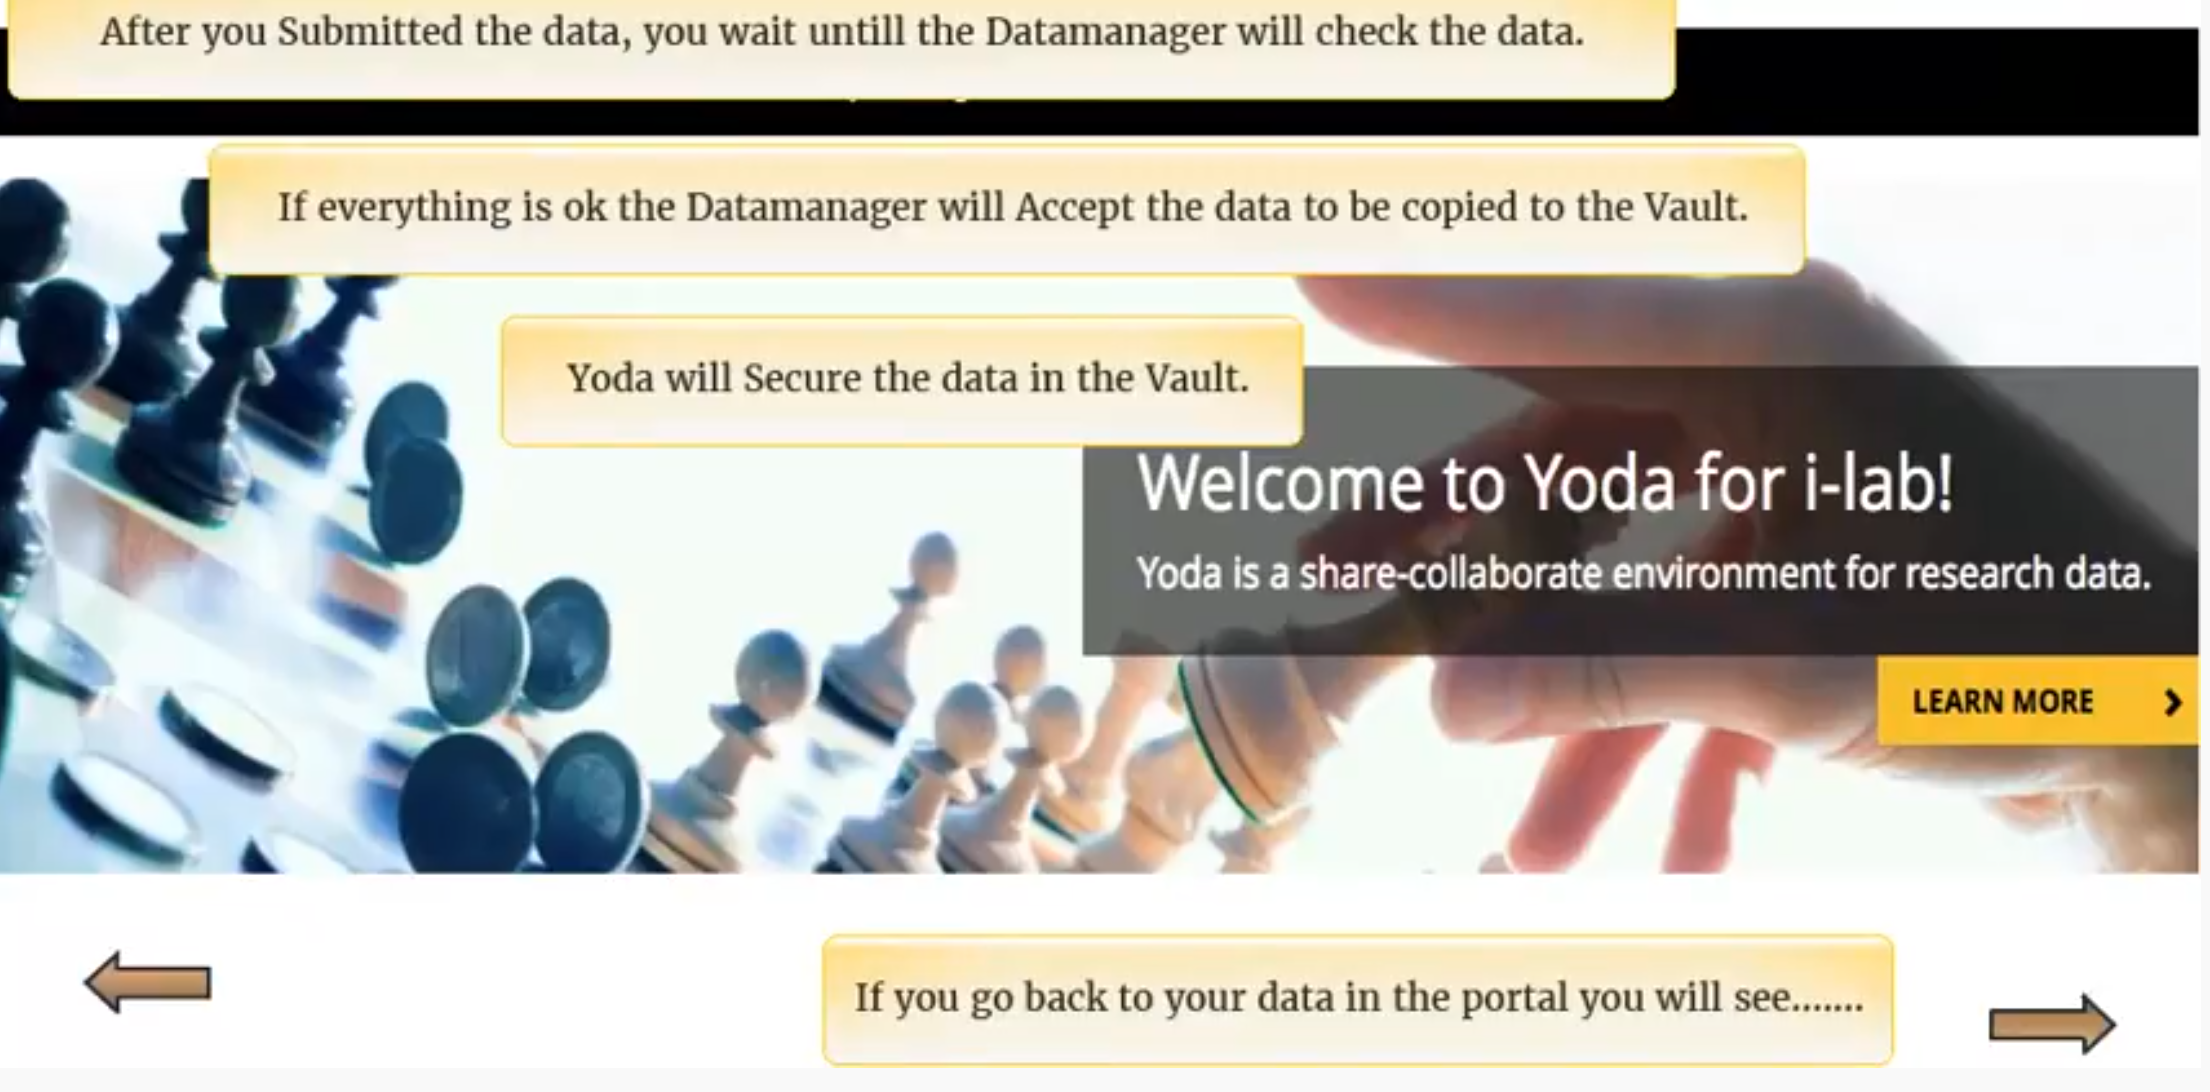 After you Submitted the data, you wait untill the Datamanager will check the data.
If everything is ok the Datamanager will Accept the data to be copied to the Vault.
Yoda will Secure the data in the Vault.
Welcome to Yoda for i-lab!
Yoda is a share-collaborate environment for research data.
LEARN MORE
If you go back to your data in the portal you will see.......